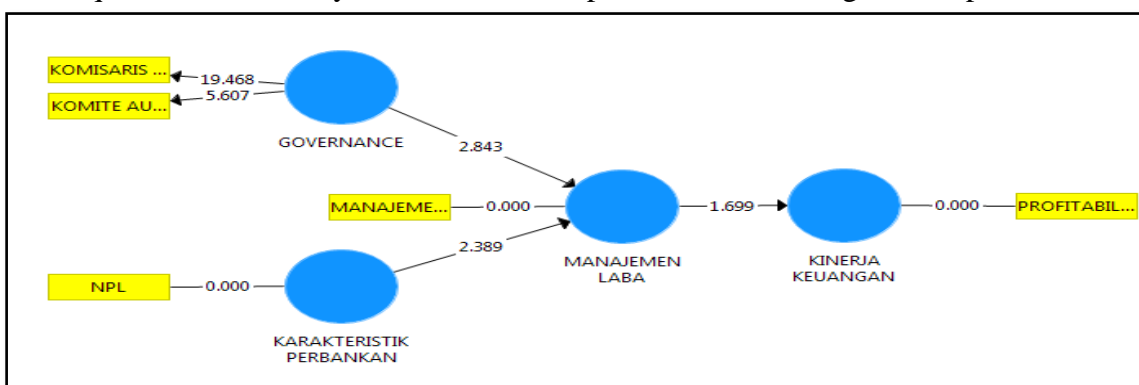 KOMISARIS ...
19.468
KOMITE AU...
5.607
GOVERNANCE
2.843
MANAJEME...
0.000
1.699
0.000
PROFITABIL...
MANAJEMEN
LABA
KINERJA
KEUANGAN
2.389
NPL
0.000
KARAKTERISTIK
PERBANKAN